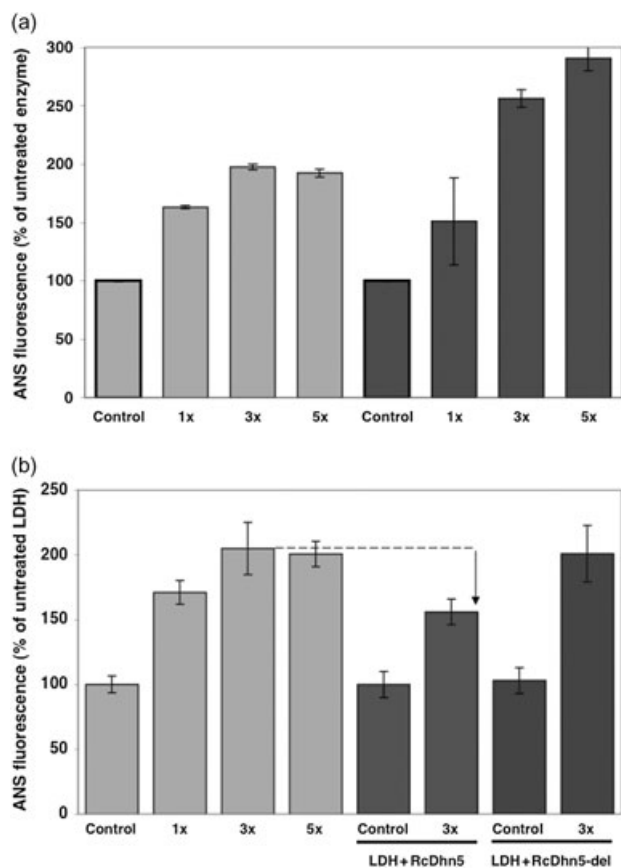 (a)
ANS fluorescence (% of untreated enzyme)
300
250
200
150
100
50
0
Control 1x 3x 5x Control 1x 3x 5x
(b)
ANS fluorescence (% of untreated LDH)
250
200
150
100
50
0
Control 1x 3x 5x Control 3x Control 3x
LDH+RcDhn5 LDH+RcDhn5-del